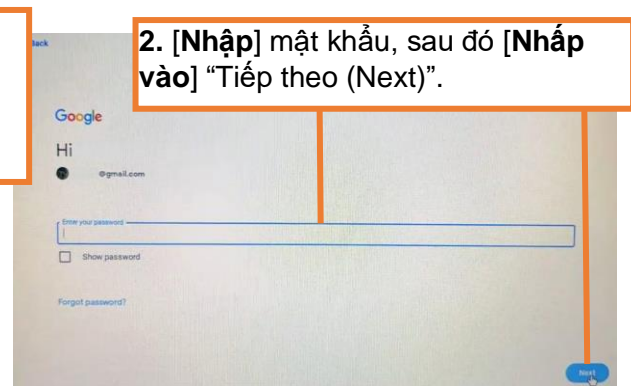 Back
2. [Nhập] mật khẩu, sau đó [Nhấp
vào] “Tiếp theo (Next)”.
Google
Hi
@gmail.com
Enter your password
Show password
Forgot password?
Next